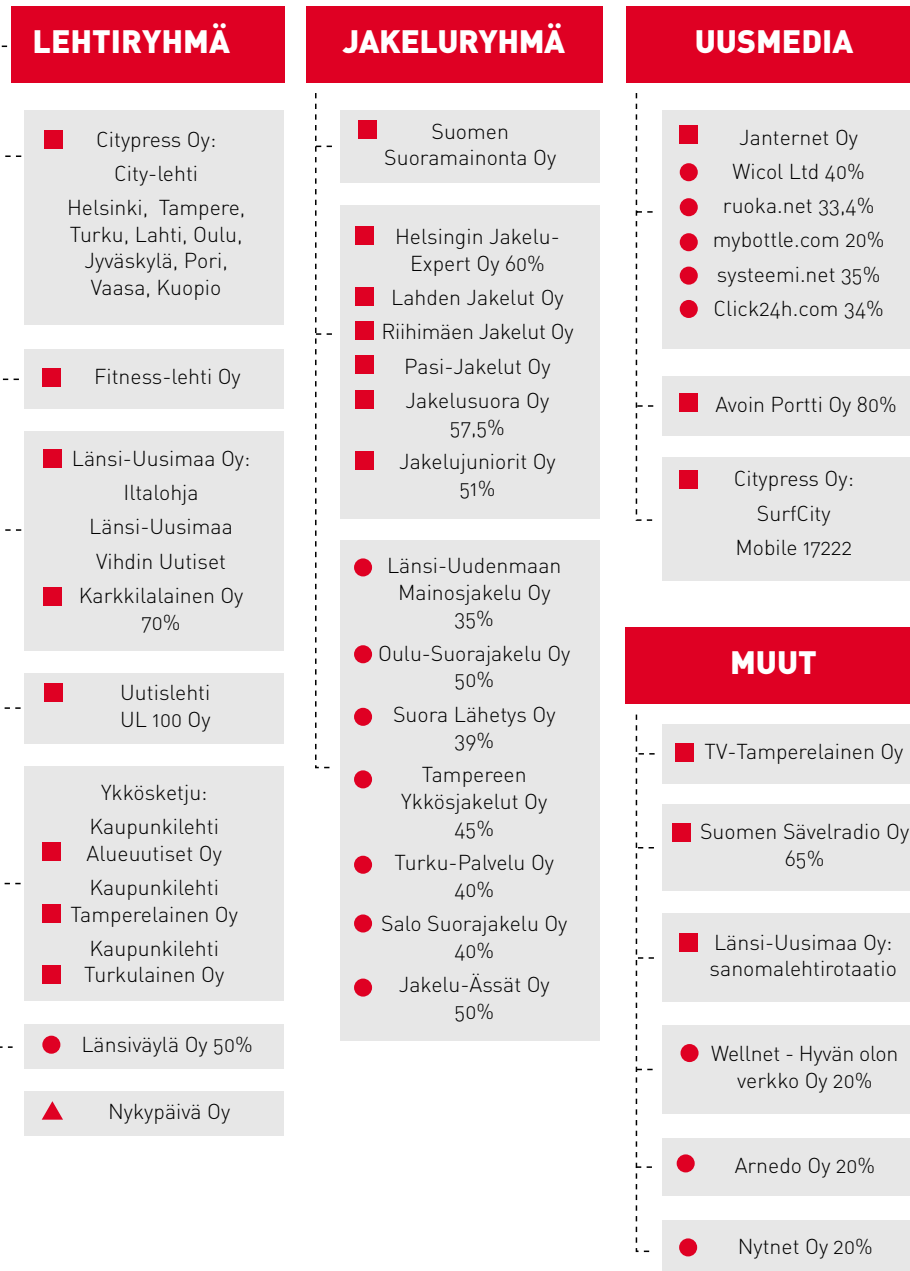 LEHTIRYHMÄ
Citypress Oy:
City-lehti
Helsinki, Tampere,
Turku, Lahti, Oulu,
Jyväskylä, Pori,
Vaasa, Kuopio
Fitness-lehti Oy
Länsi-Uusimaa Oy:
Iltalohja
Länsi-Uusimaa
Vihdin Uutiset
Karkkilalainen Oy
70%
Uutislehti
UL 100 Oy
Ykkösketju:
Kaupunkilehti
Alueuutiset Oy
Kaupunkilehti
Tamperelainen Oy
Kaupunkilehti
Turkulainen Oy
Länsiväylä Oy 50%
Nykypäivä Oy
JAKELURYHMÄ
Suomen
Suoramainonta Oy
Helsingin Jakelu-
Expert Oy 60%
Lahden Jakelut Oy
Riihimäen Jakelut Oy
Pasi-Jakelut Oy
Jakelusuora Oy
57,5%
Jakelujuniorit Oy
51%
Länsi-Uudenmaan
Mainosjakelu Oy
35%
Oulu-Suorajakelu Oy
50%
Suora Lähetys Oy
39%
Tampereen
Ykkösjakelut Oy
45%
Turku-Palvelu Oy
40%
Salo Suorajakelu Oy
40%
Jakelu-Ässät Oy
50%
UUSMEDIA
Janternet Oy
Wicol Ltd 40%
ruoka.net 33,4%
mybottle.com 20%
systeemi.net 35%
Click24h.com 34%
Avoin Portti Oy 80%
Citypress Oy:
SurfCity
Mobile 17222
MUUT
TV-Tamperelainen Oy
Suomen Sävelradio Oy
65%
Länsi-Uusimaa Oy:
sanomalehtirotaatio
Wellnet - Hyvän olon
verkko Oy 20%
Arnedo Oy 20%
Nytnet Oy 20%